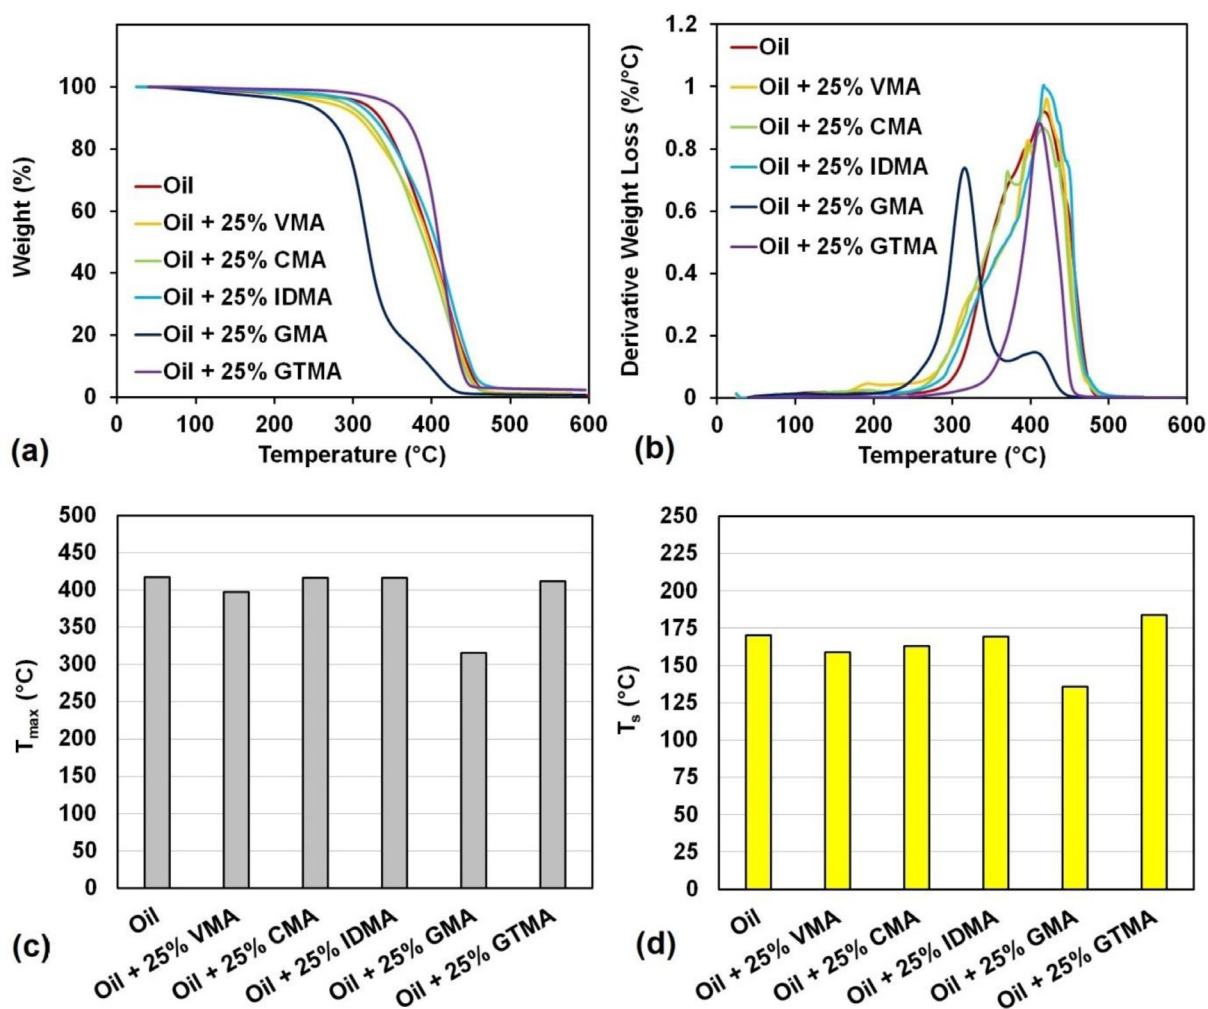 100
80
60
40
20
0
Weight (%)
Oil
Oil + 25% VMA
Oil + 25% CMA
Oil + 25% IDMA
Oil + 25% GMA
Oil + 25% GTMA
0 100 200 300 400 500 600
Temperature (°C)
(a)
1.2
1
0.8
0.6
0.4
0.2
0
Derivative Weight Loss (%/°C)
Oil
Oil + 25% VMA
Oil + 25% CMA
Oil + 25% IDMA
Oil + 25% GMA
Oil + 25% GTMA
0 100 200 300 400 500 600
Temperature (°C)
(b)
500
450
400
350
300
250
200
150
100
50
0
Tmax (°C)
Oil
Oil + 25% VMA
Oil + 25% CMA
Oil + 25% IDMA
Oil + 25% GMA
Oil + 25% GTMA
(c)
250
225
200
175
150
125
100
75
50
25
0
Ts (°C)
Oil
Oil + 25% VMA
Oil + 25% CMA
Oil + 25% IDMA
Oil + 25% GMA
Oil + 25% GTMA
(d)